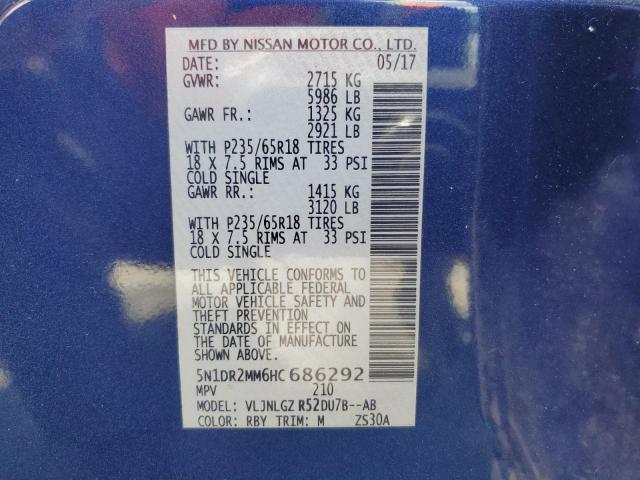 MFD BY NISSAN MOTOR CO., LTD.
DATE: 05/17
GVWR: 2715 KG
5986 LB
GAWR FR.: 1325 KG
2921 LB
WITH P235/65R18 TIRES
18 X 7.5 RIMS AT 33 PSI
COLD SINGLE
GAWR RR.: 1415 KG
3120 LB
WITH P235/65R18 TIRES
18 X 7.5 RIMS AT 33 PSI
COLD SINGLE
THIS VEHICLE CONFORMS TO
ALL APPLICABLE FEDERAL
MOTOR VEHICLE SAFETY AND
THEFT PREVENTION
STANDARDS IN EFFECT ON
THE DATE OF MANUFACTURE
SHOWN ABOVE.
5N1DR2MM6HC686292
MPV 210
MODEL: VLJNLGZ R52DU7B--AB
COLOR: RBY TRIM: M ZS30A